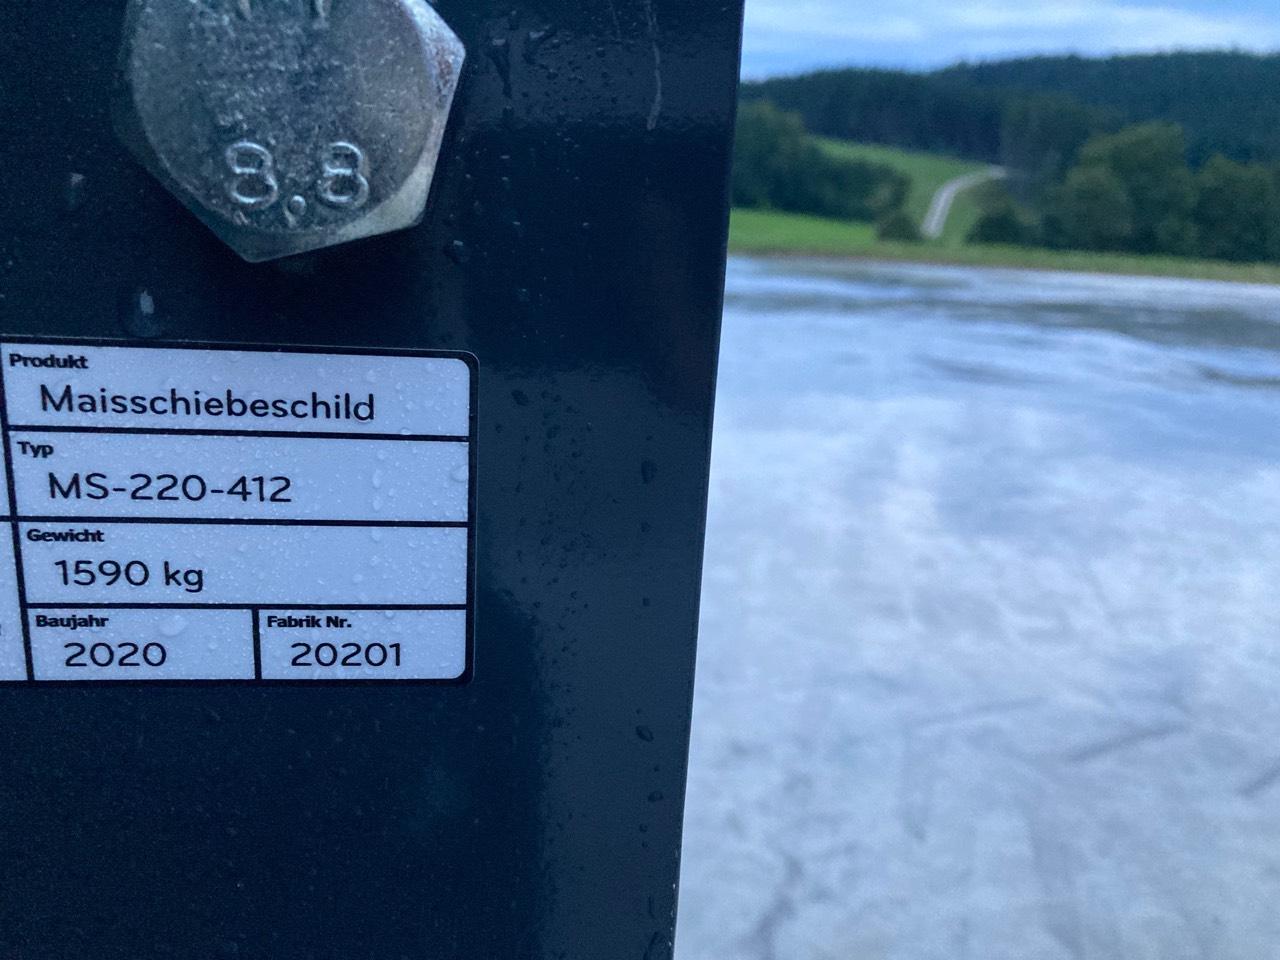 8.8
Produkt
Maisschiebeschild
Typ
MS-220-412
Gewicht
1590 kg
Baujahr
2020
Fabrik Nr.
20201